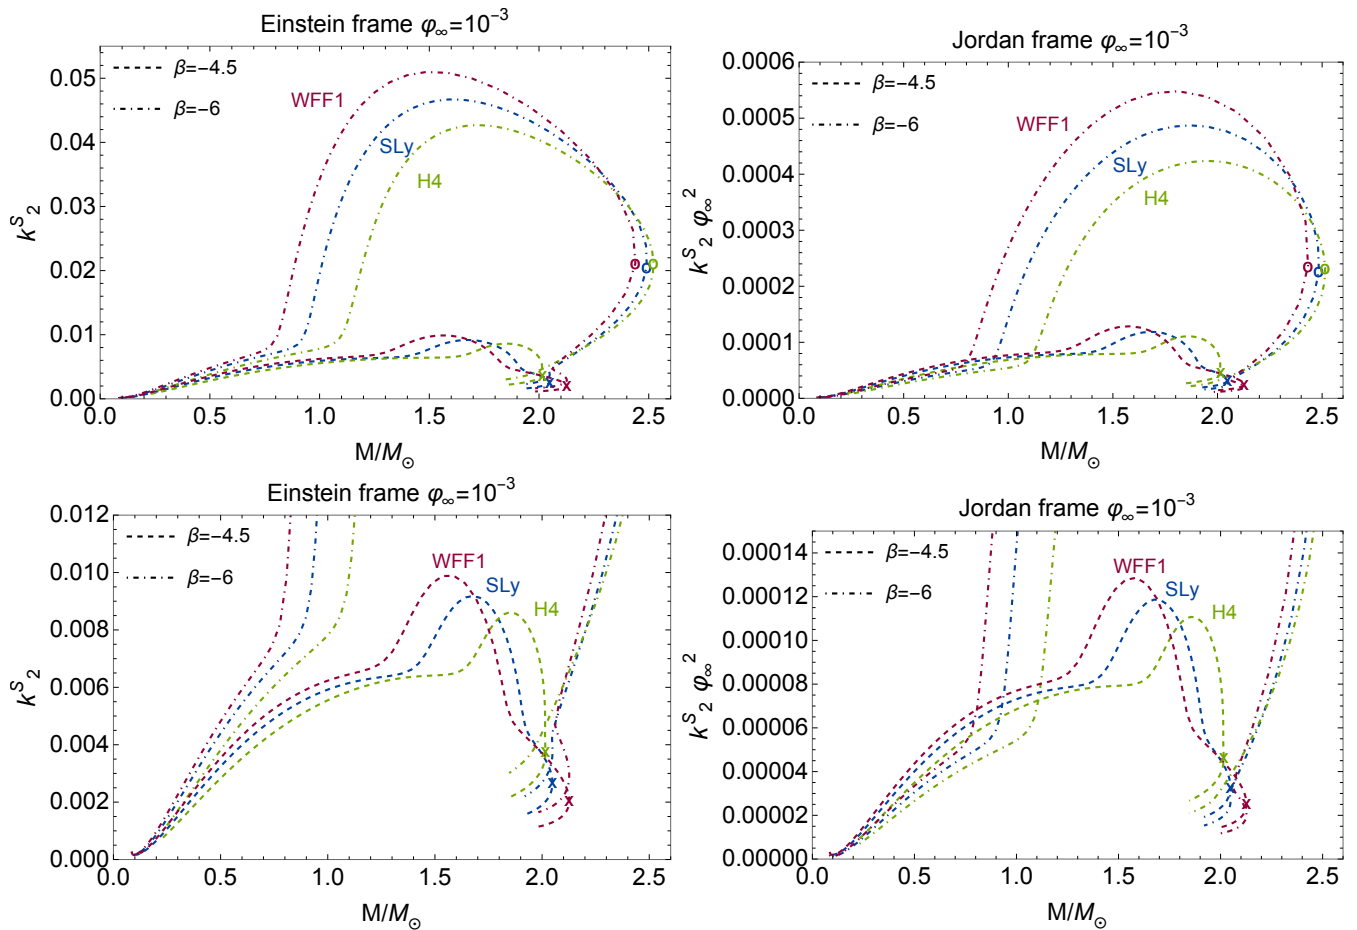 Einstein frame φ∞=10⁻³
β=−4.5
β=−6
WFF1
SLy
H4
kˢ₂
0.05
0.04
0.03
0.02
0.01
0.00
0.0 0.5 1.0 1.5 2.0 2.5
M/M⊙
Jordan frame φ∞=10⁻³
β=−4.5
β=−6
WFF1
SLy
H4
kˢ₂ φ∞²
0.0006
0.0005
0.0004
0.0003
0.0002
0.0001
0.0000
0.0 0.5 1.0 1.5 2.0 2.5
M/M⊙
Einstein frame φ∞=10⁻³
β=−4.5
β=−6
WFF1
SLy
H4
kˢ₂
0.012
0.010
0.008
0.006
0.004
0.002
0.000
0.0 0.5 1.0 1.5 2.0 2.5
M/M⊙
Jordan frame φ∞=10⁻³
β=−4.5
β=−6
WFF1
SLy
H4
kˢ₂ φ∞²
0.00014
0.00012
0.00010
0.00008
0.00006
0.00004
0.00002
0.00000
0.0 0.5 1.0 1.5 2.0 2.5
M/M⊙